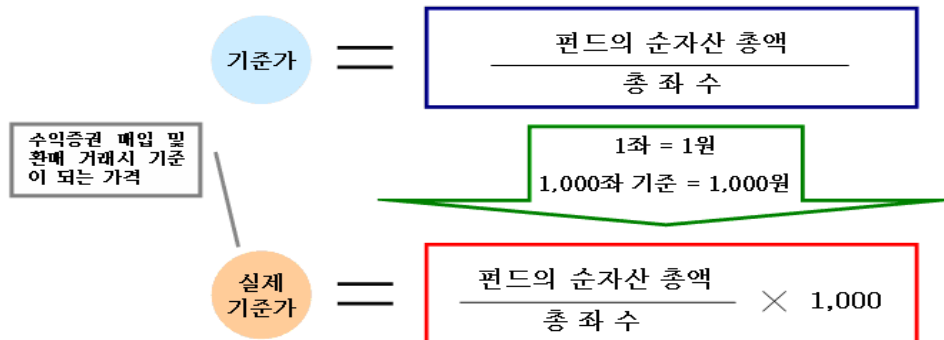 기준가
펀드의 순자산 총액
총 좌 수
수익증권 매입 및
환매 거래시 기준
이 되는 가격
1좌 = 1원
1,000좌 기준 = 1,000원
실제
기준가
펀드의 순자산 총액
총 좌 수
× 1,000